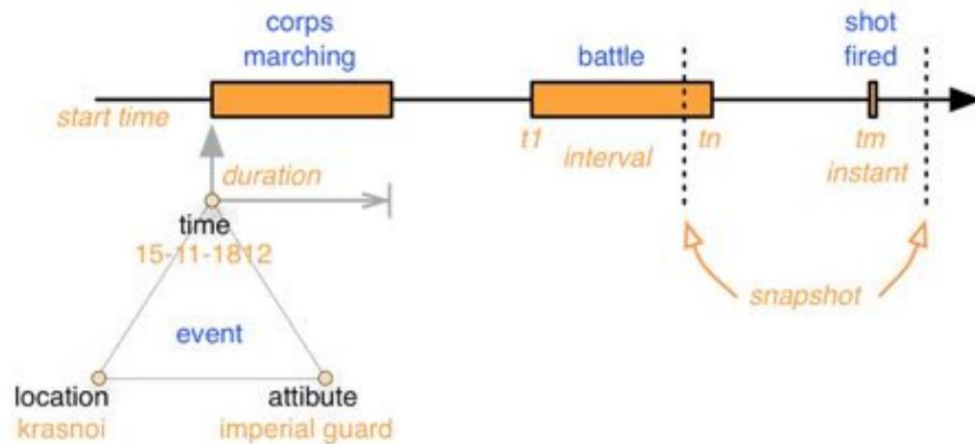 corps
marching
battle
shot
fired
start time
t1
interval
tn
tm
instant
duration
time
15-11-1812
snapshot
event
location
attibute
krasnoi
imperial guard